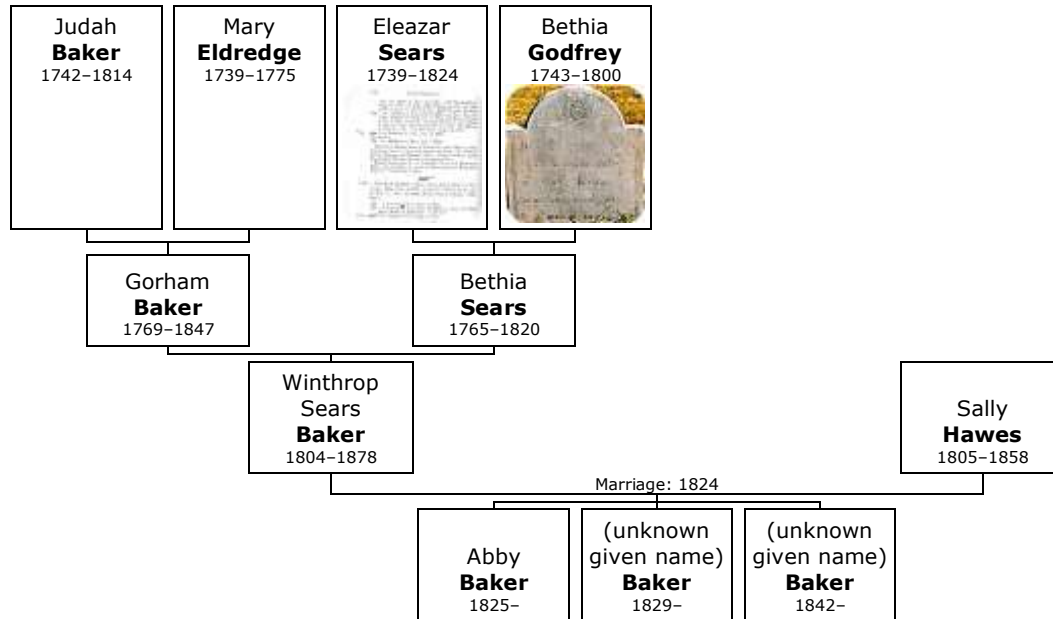 Judah
Baker
1742–1814
Mary
Eldredge
1739–1775
Eleazar
Sears
1739–1824
Bethia
Godfrey
1743–1800
Gorham
Baker
1769–1847
Bethia
Sears
1765–1820
Winthrop
Sears
Baker
1804–1878
Sally
Hawes
1805–1858
Marriage: 1824
Abby
Baker
1825–
(unknown
given name)
Baker
1829–
(unknown
given name)
Baker
1842–